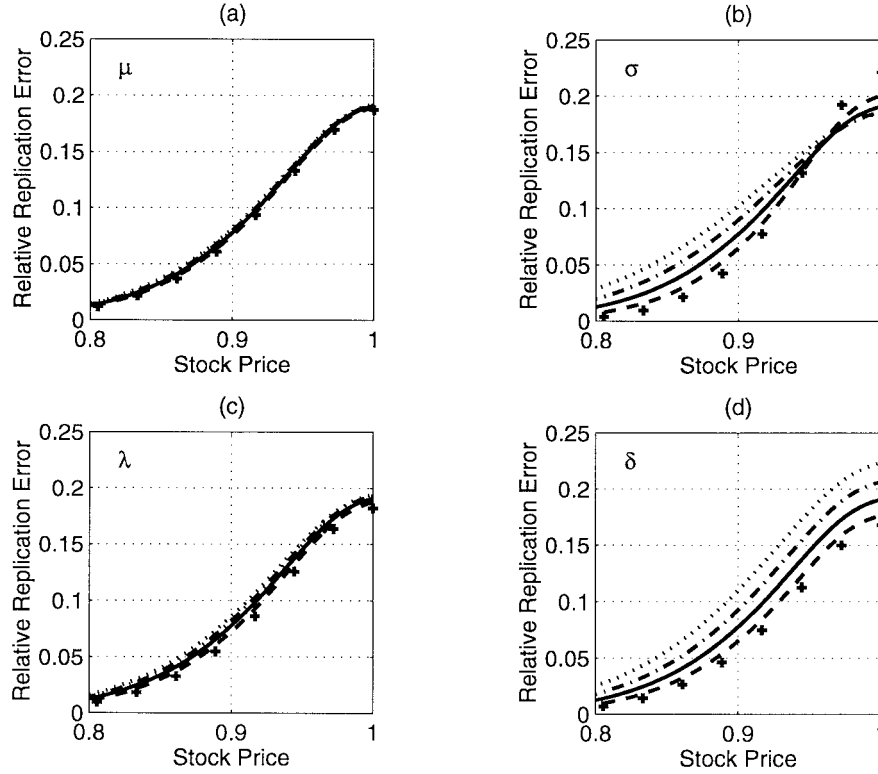 (a)
0.25
μ
0.2
0.15
0.1
0.05
0
0.8
0.9
1
Relative Replication Error
Stock Price
(b)
0.25
σ
0.2
0.15
0.1
0.05
0
0.8
0.9
Relative Replication Error
Stock Price
(c)
0.25
λ
0.2
0.15
0.1
0.05
0
0.8
0.9
1
Relative Replication Error
Stock Price
(d)
0.25
δ
0.2
0.15
0.1
0.05
0
0.8
0.9
Relative Replication Error
Stock Price